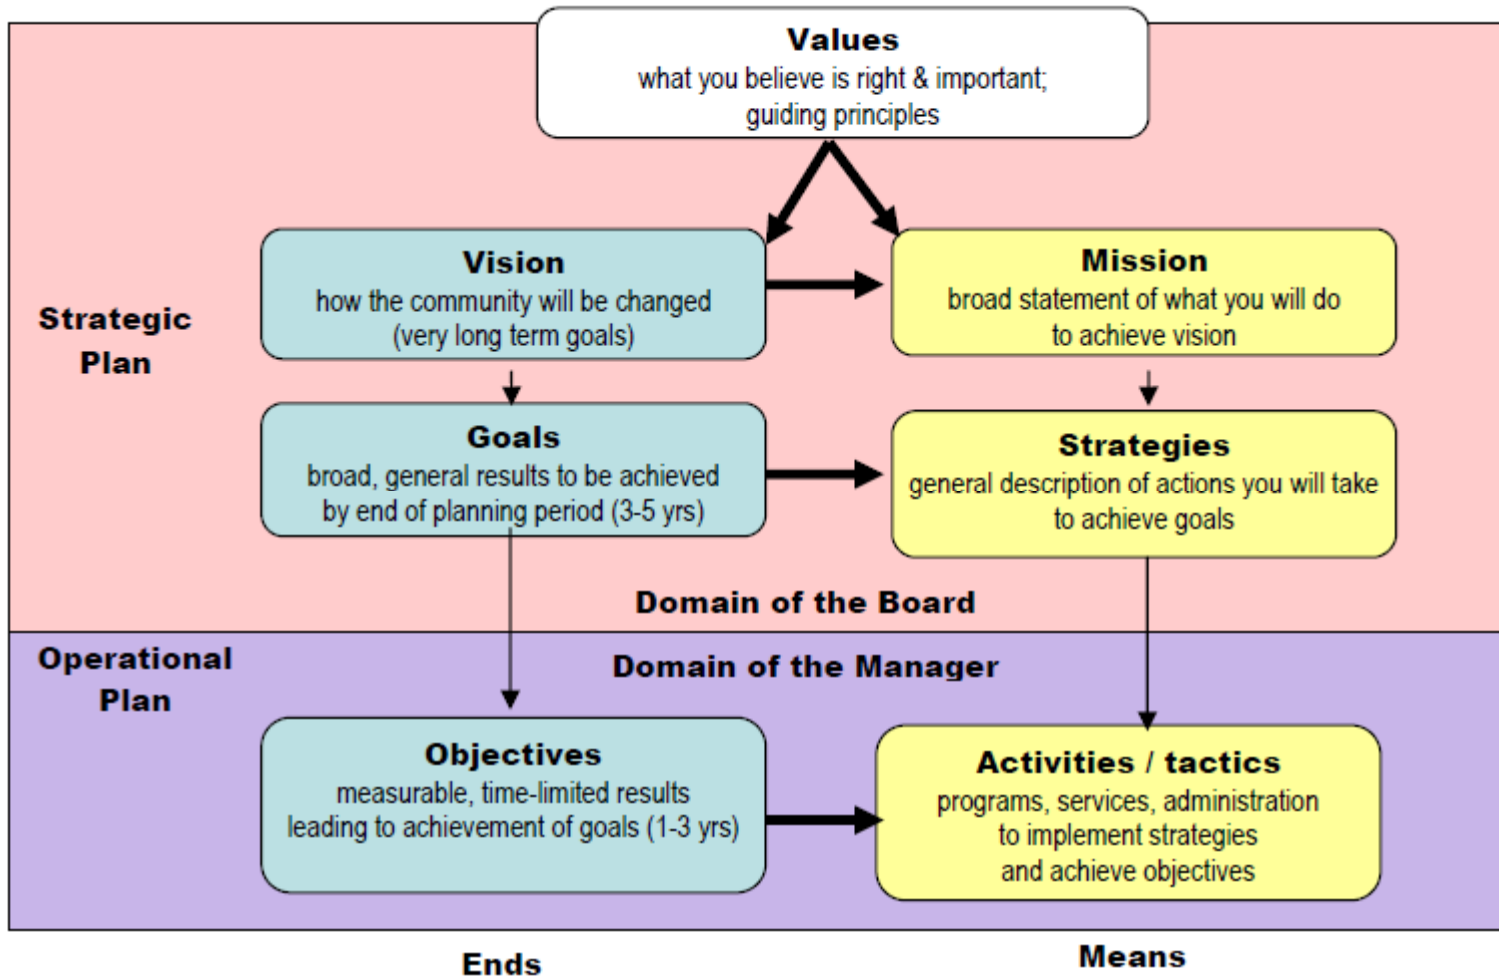 Values
what you believe is right & important;
guiding principles
Vision
how the community will be changed
(very long term goals)
Mission
broad statement of what you will do
to achieve vision
Strategic
Plan
Goals
broad, general results to be achieved
by end of planning period (3-5 yrs)
Strategies
general description of actions you will take
to achieve goals
Domain of the Board
Operational
Plan
Domain of the Manager
Objectives
measurable, time-limited results
leading to achievement of goals (1-3 yrs)
Activities / tactics
programs, services, administration
to implement strategies
and achieve objectives
Ends
Means